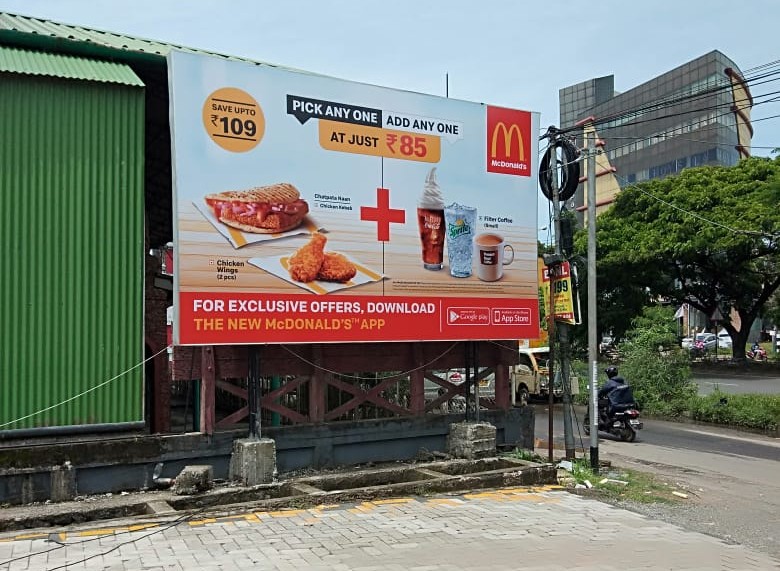 SAVE UPTO
₹109
PICK ANY ONE
ADD ANY ONE
AT JUST ₹85
McDonald's
Chatpata Naan
Chicken Kebab
Chicken
Wings
(2 pcs)
Sprite
Filter Coffee
(Small)
FOR EXCLUSIVE OFFERS, DOWNLOAD
THE NEW McDONALD'S™ APP
Google play
App Store
199